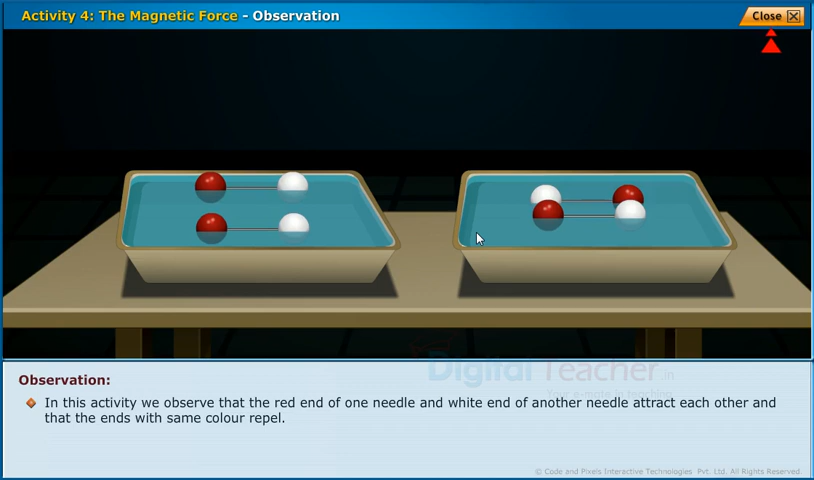 Activity 4: The Magnetic Force - Observation
Close
Digital Teacher.in
Observation:
In this activity we observe that the red end of one needle and white end of another needle attract each other and
that the ends with same colour repel.
© Code and Pixels Interactive Technologies Pvt. Ltd. All Rights Reserved.